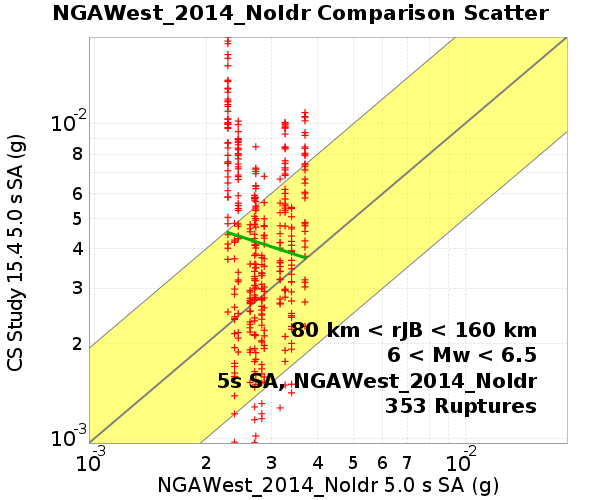 NGAWest_2014_NoIdr Comparison Scatter
CS Study 15.4 5.0 s SA (g)
10-2
8
6
5
4
3
2
10-3
80 km < rJB < 160 km
6 < Mw < 6.5
5s SA, NGAWest_2014_NoIdr
353 Ruptures
10-3 2 3 4 5 6 7 10-2
NGAWest_2014_NoIdr 5.0 s SA (g)